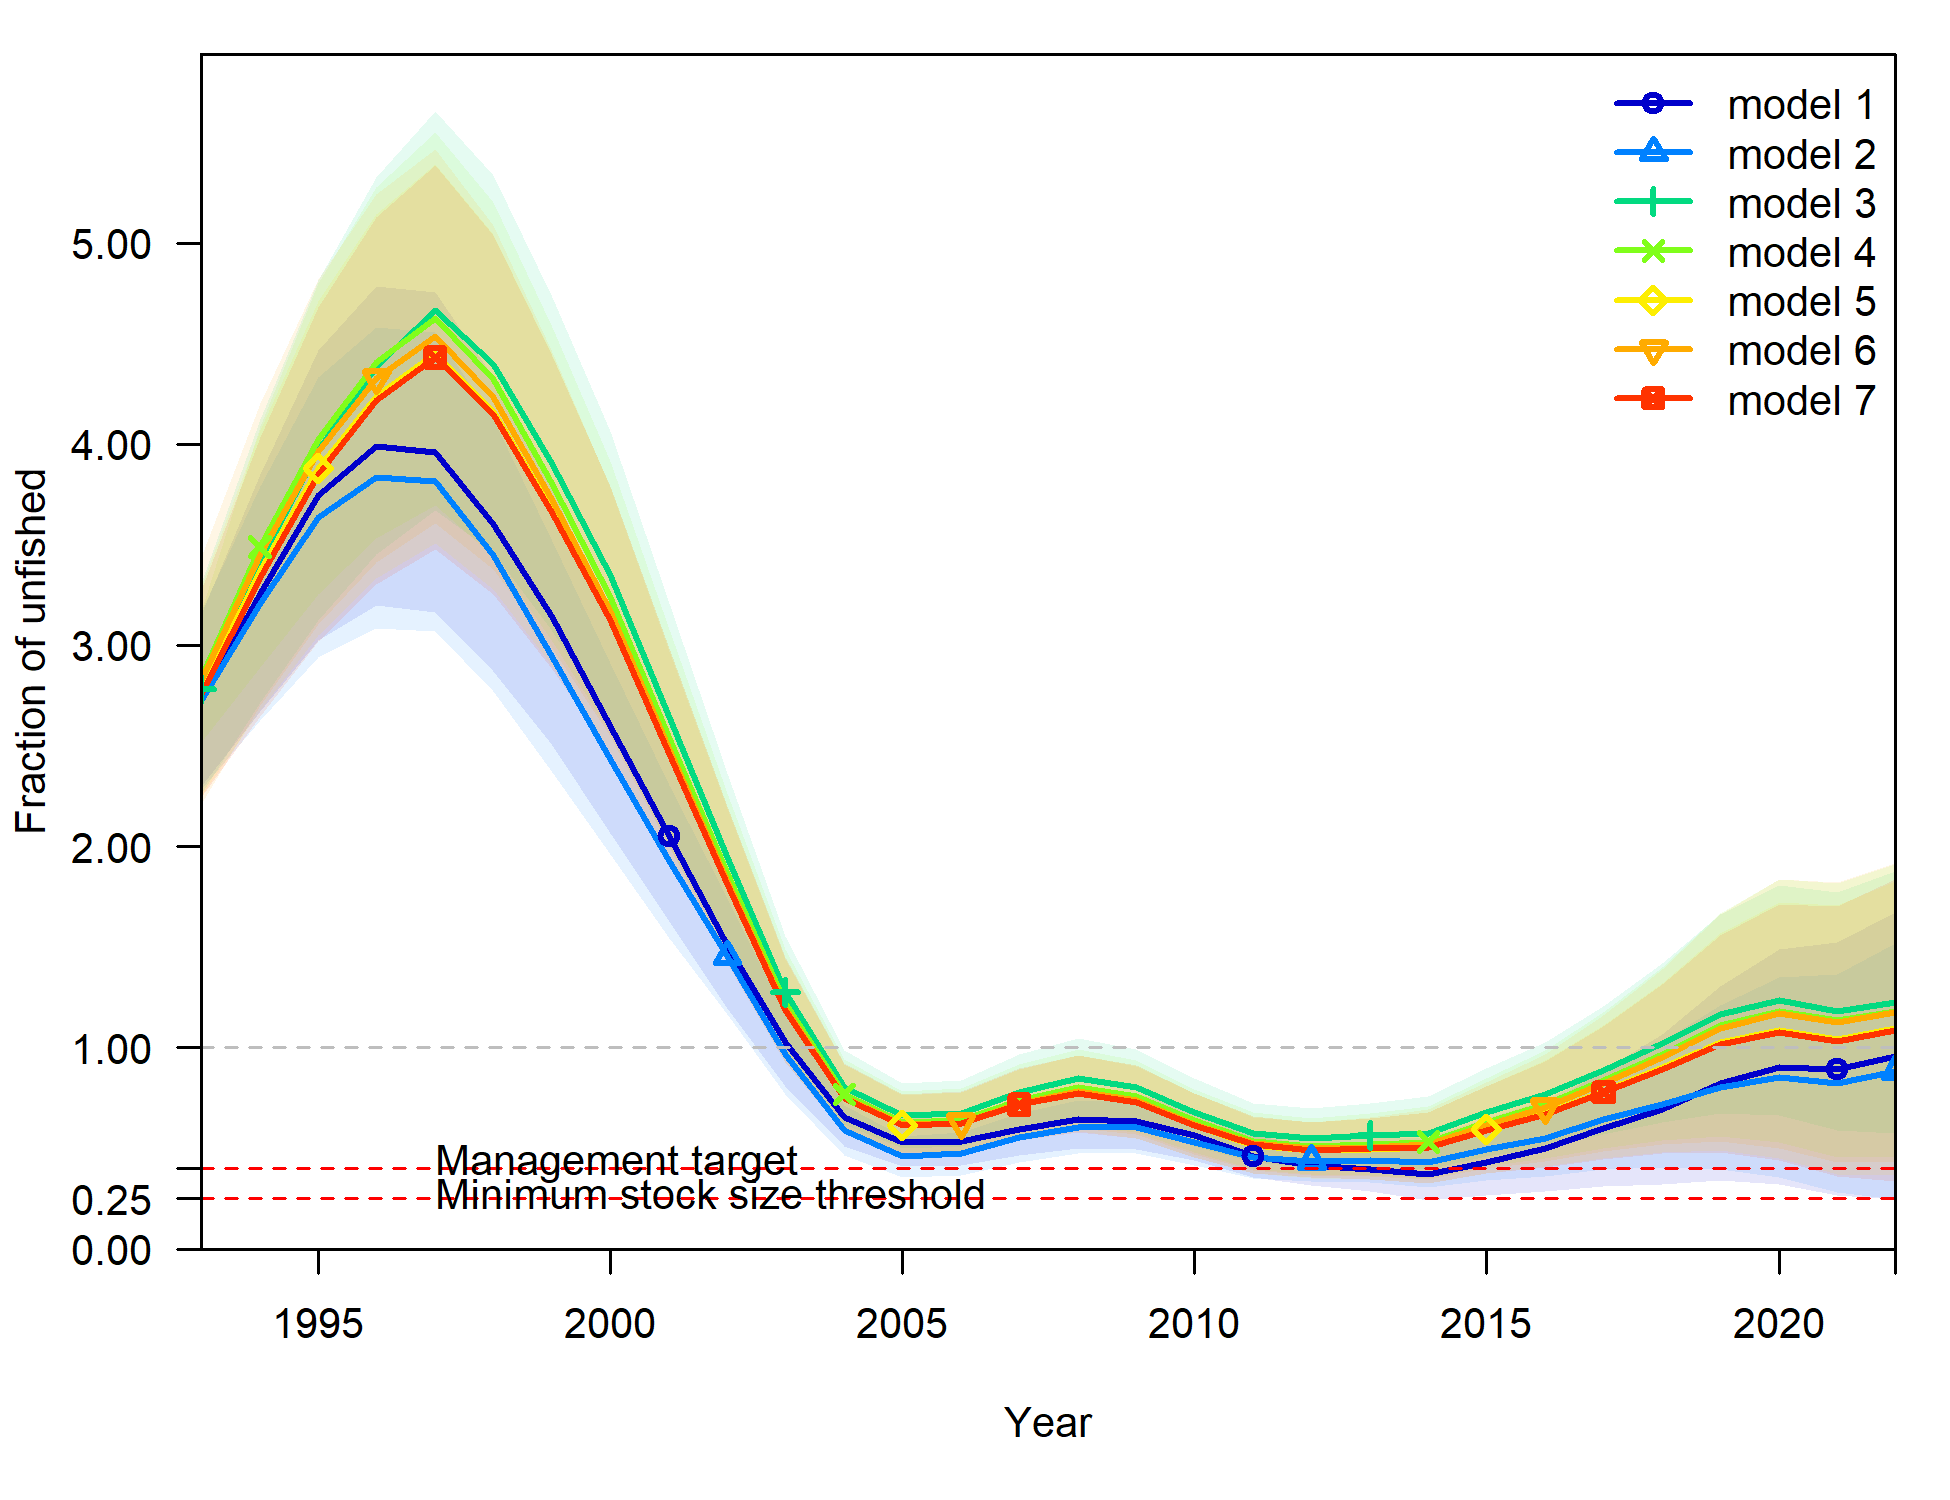 model 1
model 2
model 3
model 4
model 5
model 6
model 7
Fraction of unfished
5.00
4.00
3.00
2.00
1.00
0.25
0.00
Management target
Minimum stock size threshold
1995 2000 2005 2010 2015 2020
Year